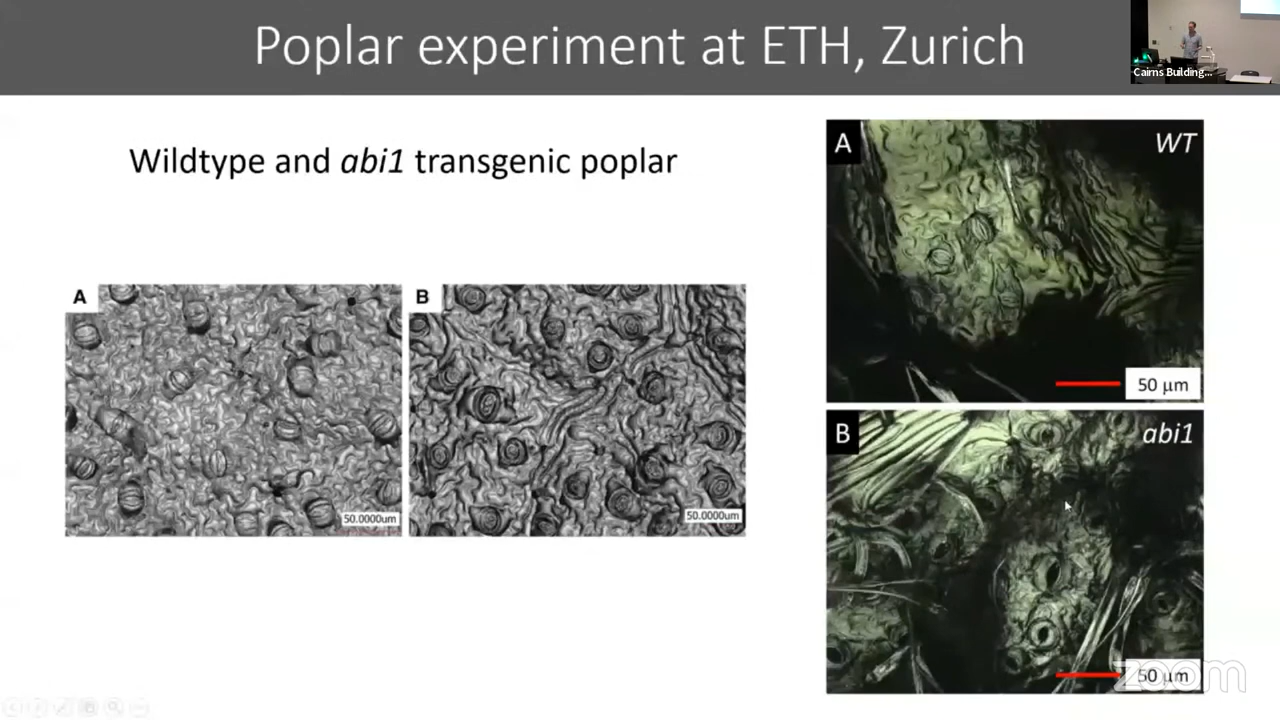 Poplar experiment at ETH, Zurich
Cairns Building...
Wildtype and abi1 transgenic poplar
A
50.0000um
B
50.0000um
A
WT
50 µm
B
abi1
50 µm
zoom